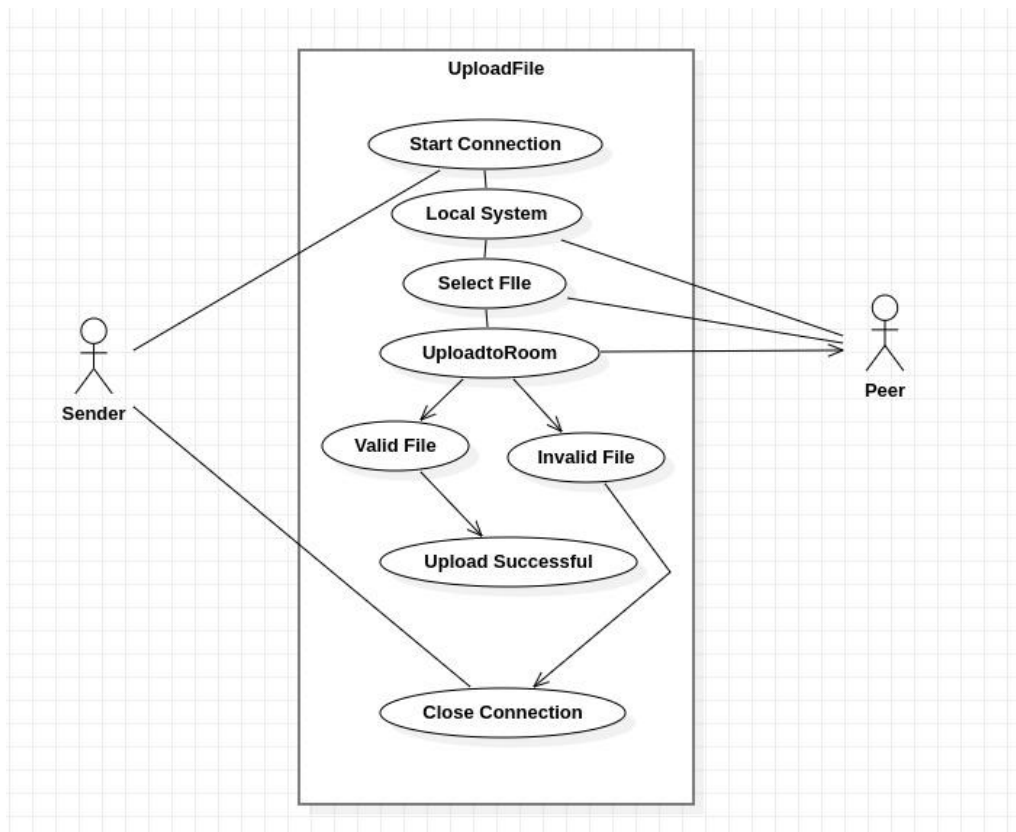 UploadFile
Start Connection
Local System
Select FIle
UploadtoRoom
Valid File
Invalid File
Upload Successful
Close Connection
Sender
Peer